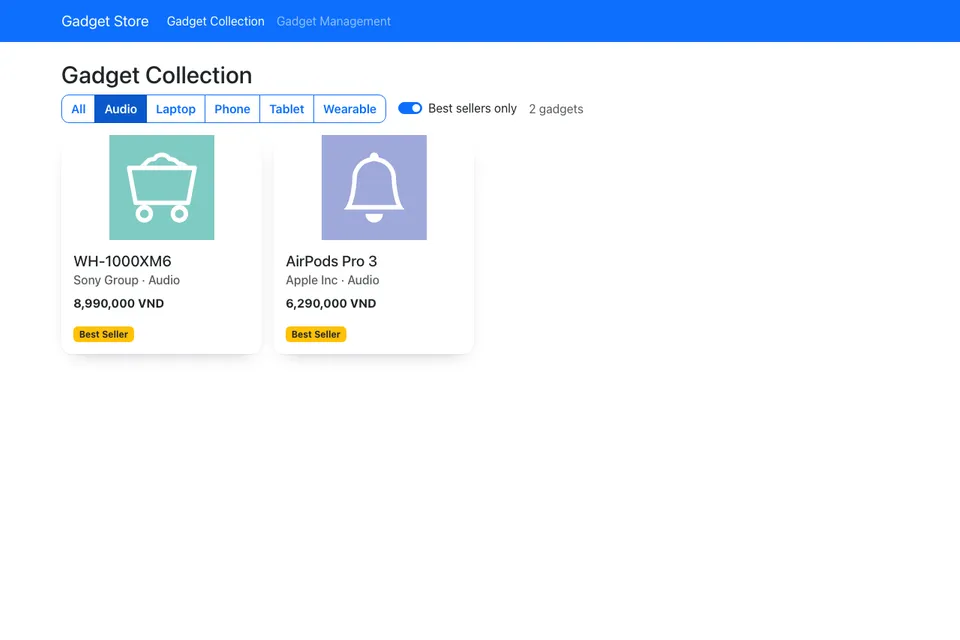 Gadget Store Gadget Collection Gadget Management
Gadget Collection
All Audio Laptop Phone Tablet Wearable Best sellers only 2 gadgets
WH-1000XM6
Sony Group · Audio
8,990,000 VND
Best Seller
AirPods Pro 3
Apple Inc · Audio
6,290,000 VND
Best Seller